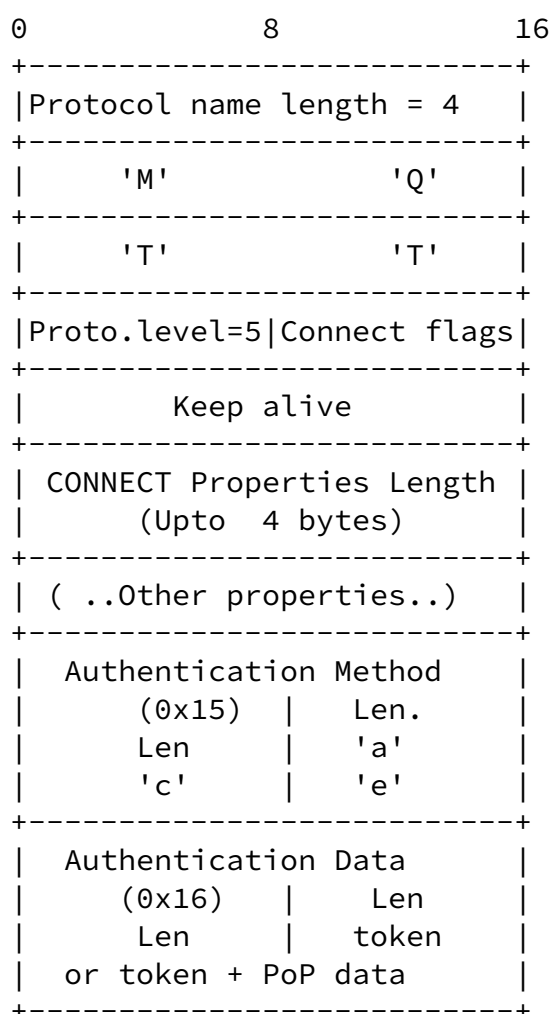 0               8               16
+---------------------------+
|Protocol name length = 4   |
+---------------------------+
|     'M'             'Q'   |
+---------------------------+
|     'T'             'T'   |
+---------------------------+
|Proto.level=5|Connect flags|
+---------------------------+
|        Keep alive         |
+---------------------------+
| CONNECT Properties Length |
|      (Upto  4 bytes)      |
+---------------------------+
| ( ..Other properties..)   |
+---------------------------+
|  Authentication Method    |
|      (0x15)  |   Len.     |
|      Len     |   'a'      |
|      'c'     |   'e'      |
+---------------------------+
|  Authentication Data      |
|     (0x16)   |    Len     |
|      Len     |   token    |
|  or token + PoP data      |
+---------------------------+